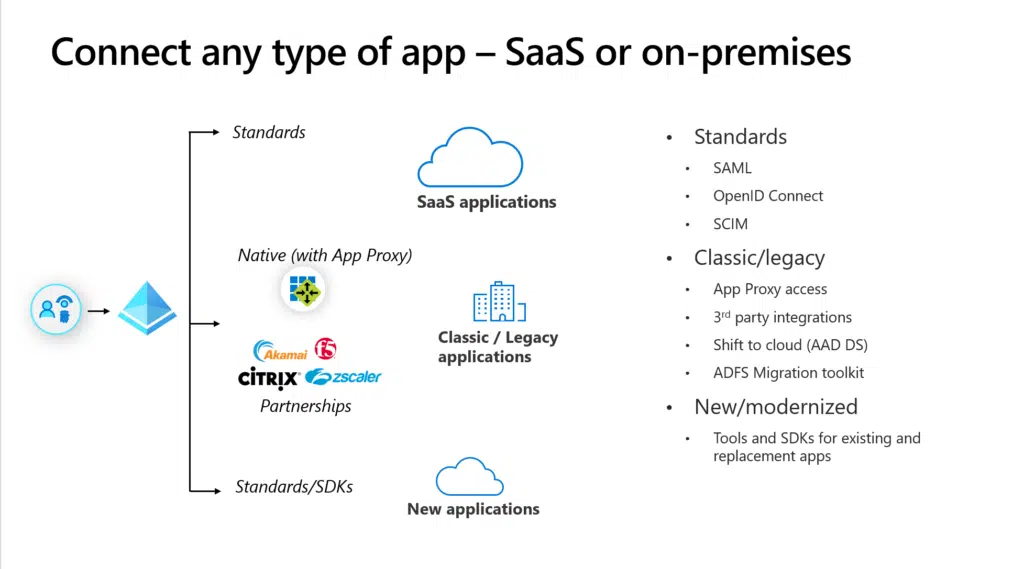 Connect any type of app – SaaS or on-premises
Standards
SaaS applications
Native (with App Proxy)
Akamai
f5
CITRIX®
zscaler
Partnerships
Classic / Legacy
applications
Standards/SDKs
New applications
• Standards
• SAML
• OpenID Connect
• SCIM
• Classic/legacy
• App Proxy access
• 3rd party integrations
• Shift to cloud (AAD DS)
• ADFS Migration toolkit
• New/modernized
• Tools and SDKs for existing and
replacement apps